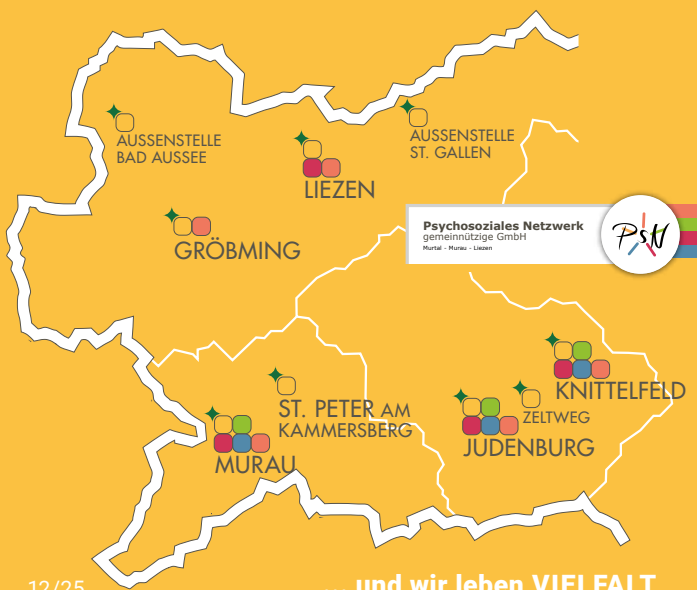 AUSSENSTELLE
BAD AUSSEE
AUSSENSTELLE
ST. GALLEN
LIEZEN
GRÖBMING
Psychosoziales Netzwerk
gemeinnützige GmbH
Murtal - Murau - Liezen
PsN
KNITTELFELD
ST. PETER AM
KAMMERSBERG
ZELTWEG
JUDENBURG
MURAU
12/25
... und wir leben VIELFALT